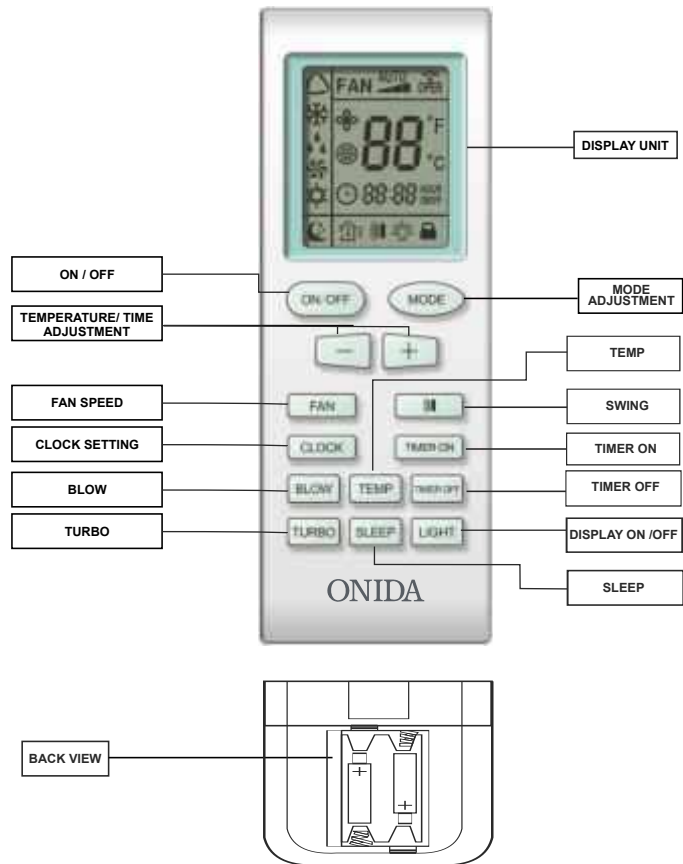 FAN AUTO OPEN
88 °F
°C
88:88 HOUR
DISPLAY UNIT
ON / OFF
ON/OFF
MODE
MODE
ADJUSTMENT
TEMPERATURE/ TIME
ADJUSTMENT
− +
TEMP
FAN SPEED
FAN
SWING
CLOCK SETTING
CLOCK
TIMER ON
TIMER ON
BLOW
BLOW
TEMP
TIMER OFF
TIMER OFF
TURBO
TURBO
SLEEP
LIGHT
DISPLAY ON /OFF
ONIDA
SLEEP
BACK VIEW
+ +